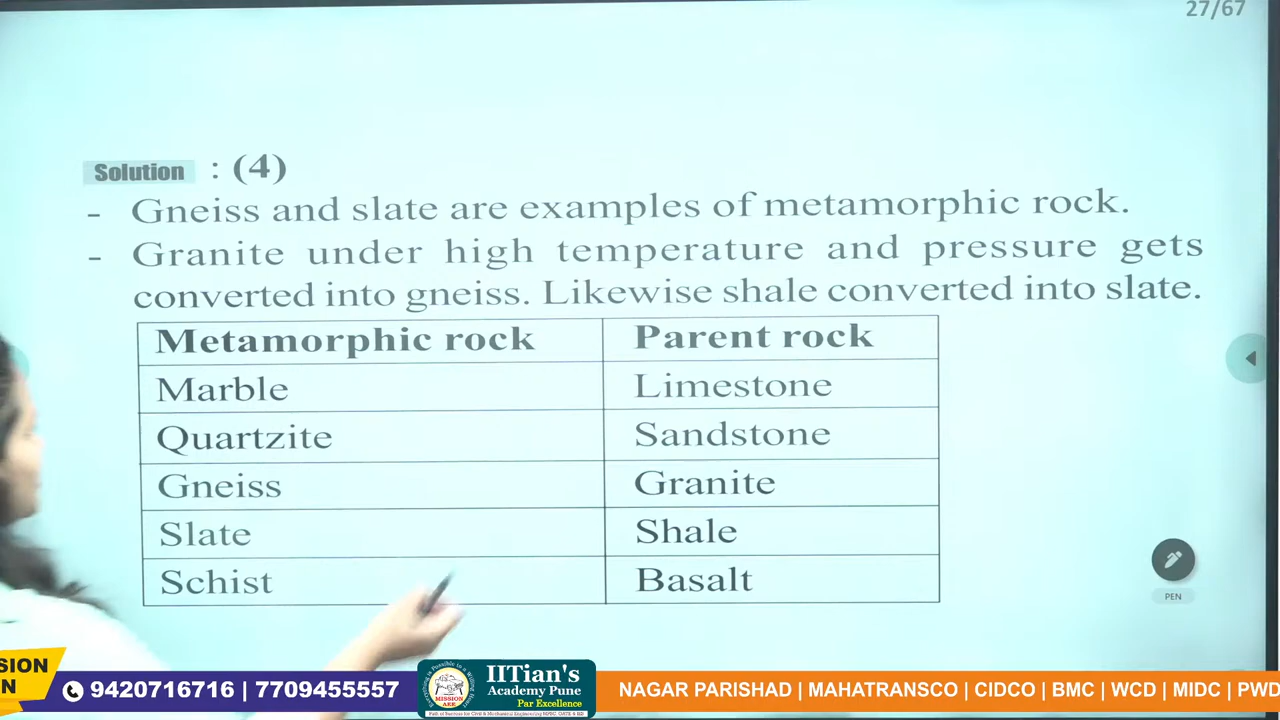 27/67
Solution : (4)
- Gneiss and slate are examples of metamorphic rock.
- Granite under high temperature and pressure gets
converted into gneiss. Likewise shale converted into slate.
Metamorphic rock Parent rock
Marble Limestone
Quartzite Sandstone
Gneiss Granite
Slate Shale
Schist Basalt
PEN
SION
N
9420716716 | 7709455557
MISSION
IITian's
Academy Pune
Par Excellence
NAGAR PARISHAD | MAHATRANSCO | CIDCO | BMC | WCD | MIDC | PWD